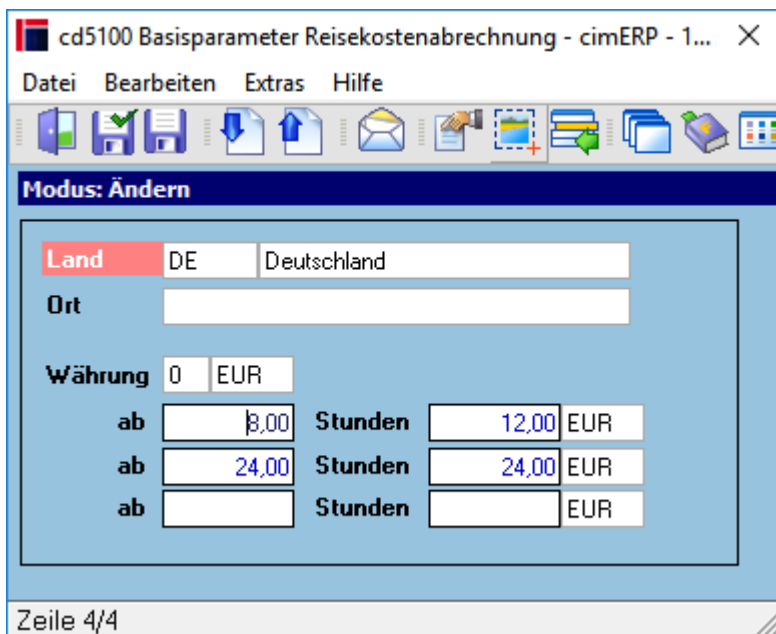 cd5100 Basisparameter Reisekostenabrechnung - cimERP - 1...
Datei Bearbeiten Extras Hilfe
Modus: Ändern
Land DE Deutschland
Ort
Währung 0 EUR
ab 8,00 Stunden 12,00 EUR
ab 24,00 Stunden 24,00 EUR
ab Stunden EUR
Zeile 4/4